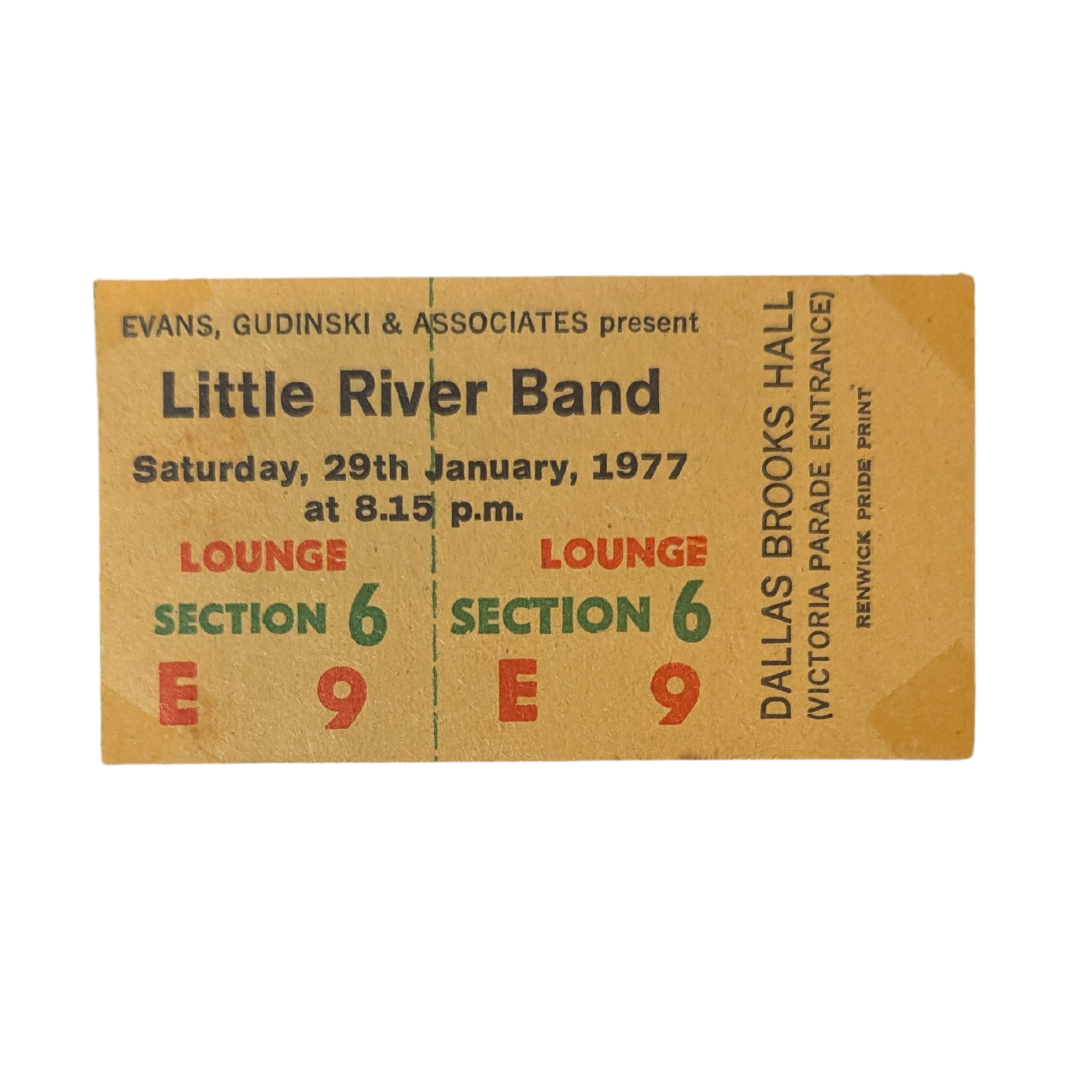 EVANS, GUDINSKI & ASSOCIATES present
Little River Band
Saturday, 29th January, 1977
at 8.15 p.m.
LOUNGE LOUNGE
SECTION 6 SECTION 6
E 9 E 9
DALLAS BROOKS HALL
(VICTORIA PARADE ENTRANCE)
RENWICK PRIDE PRINT